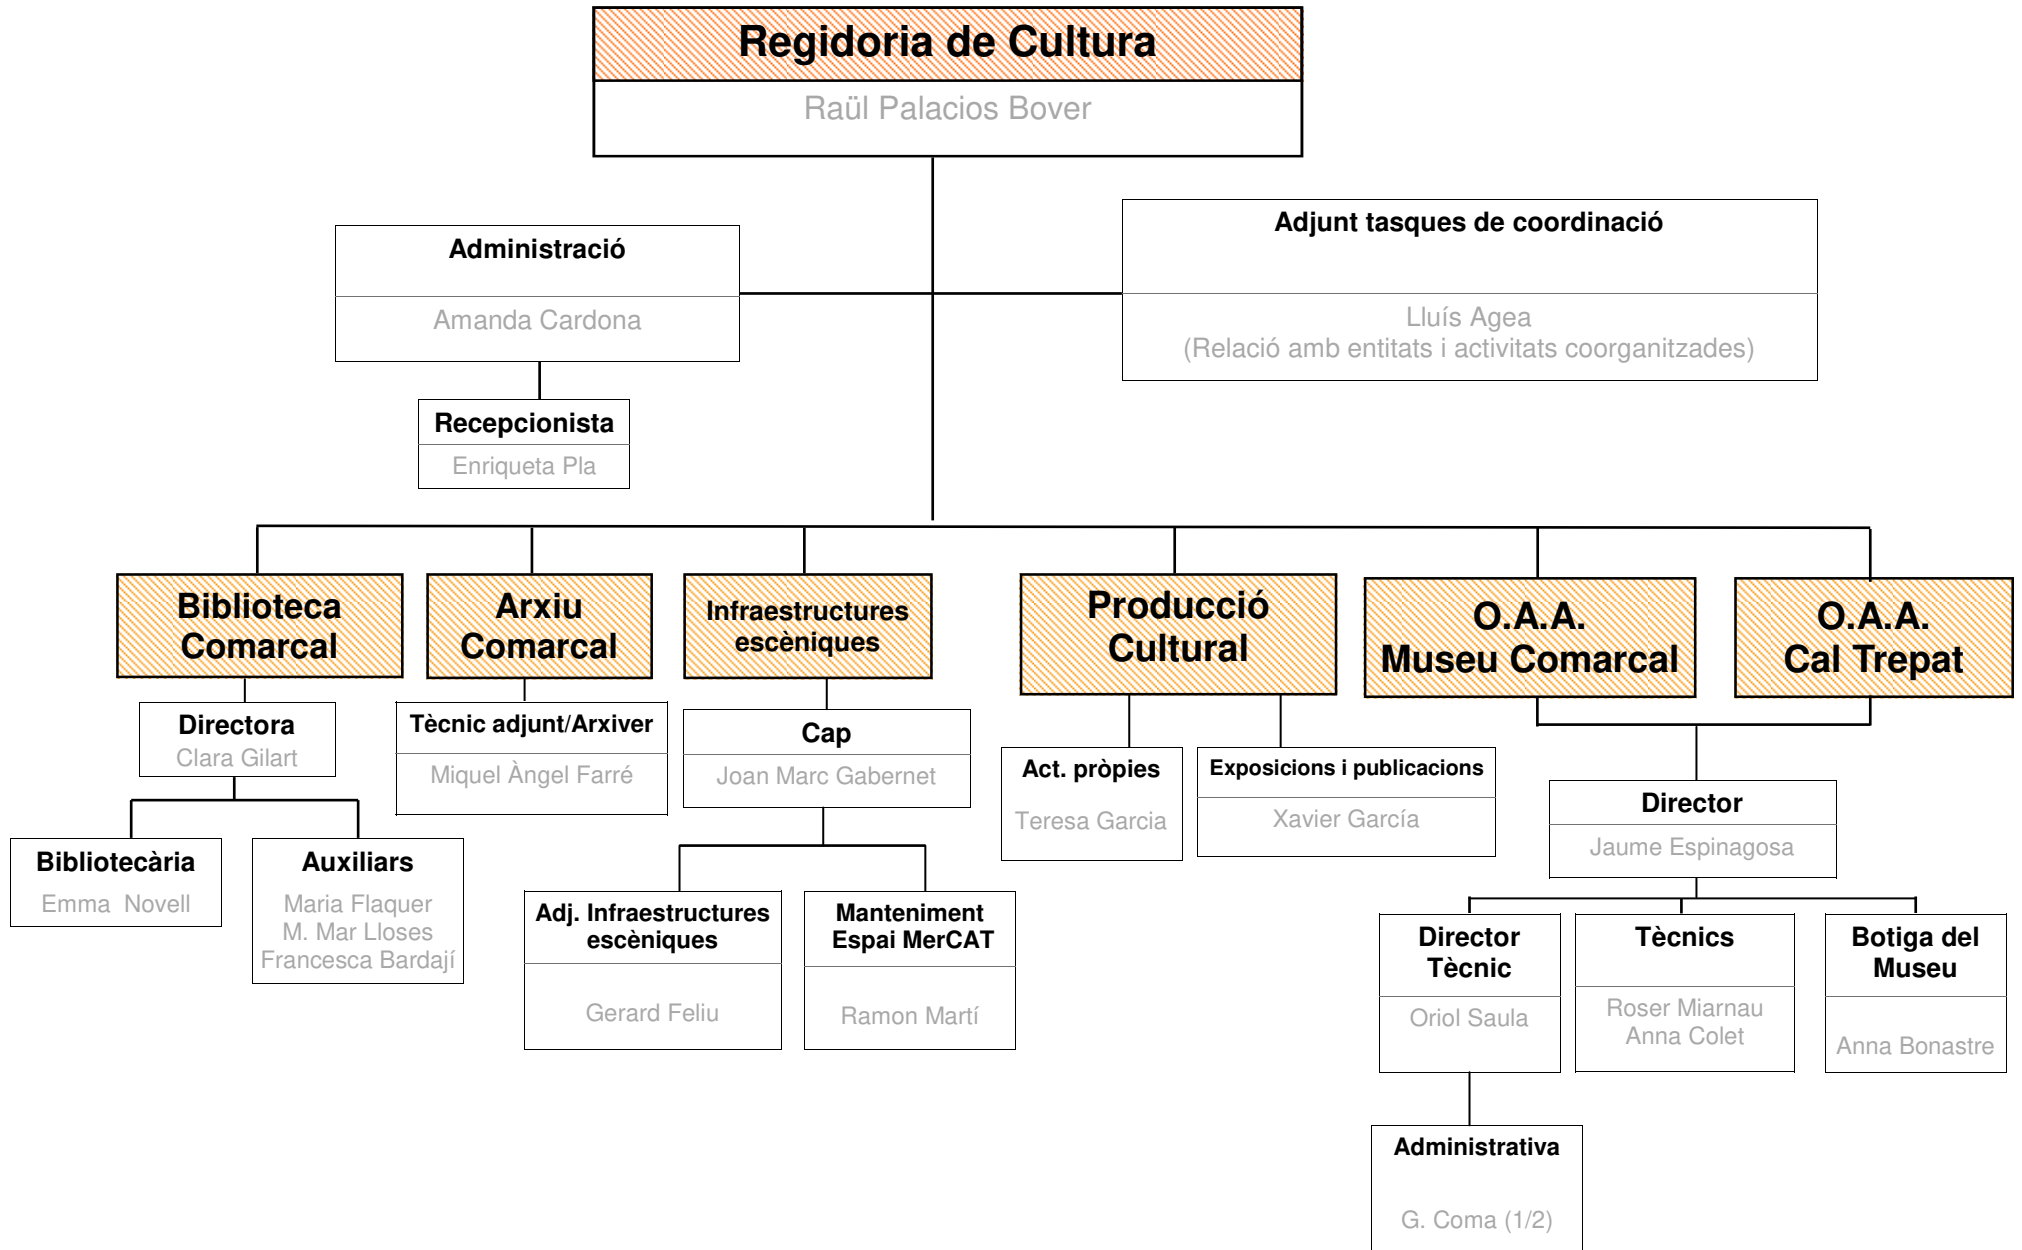 Regidoria de Cultura
Raül Palacios Bover
Administració
Amanda Cardona
Adjunt tasques de coordinació
Lluís Agea
(Relació amb entitats i activitats coorganitzades)
Recepcionista
Enriqueta Pla
Biblioteca
Comarcal
Arxiu
Comarcal
Infraestructures
escèniques
Producció
Cultural
O.A.A.
Museu Comarcal
O.A.A.
Cal Trepat
Directora
Clara Gilart
Tècnic adjunt/Arxiver
Miquel Àngel Farré
Cap
Joan Marc Gabernet
Act. pròpies
Teresa Garcia
Exposicions i publicacions
Xavier García
Director
Jaume Espinagosa
Bibliotecària
Emma  Novell
Auxiliars
Maria Flaquer
M. Mar Lloses
Francesca Bardají
Adj. Infraestructures
escèniques
Gerard Feliu
Manteniment
Espai MerCAT
Ramon Martí
Director
Tècnic
Oriol Saula
Tècnics
Roser Miarnau
Anna Colet
Botiga del
Museu
Anna Bonastre
Administrativa
G. Coma (1/2)